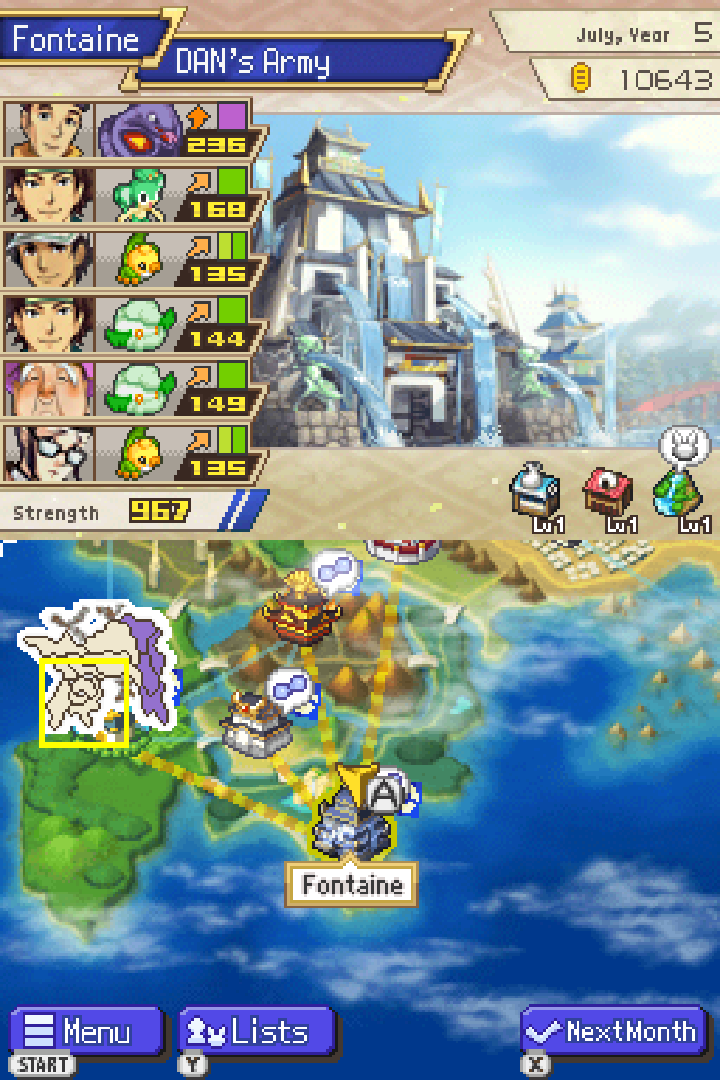 Fontaine
DAN's Army
July, Year 5
10643
236
168
135
144
149
135
Strength 967
Lv1 Lv1 Lv1
A
Fontaine
Menu
START
Lists
Y
NextMonth
X